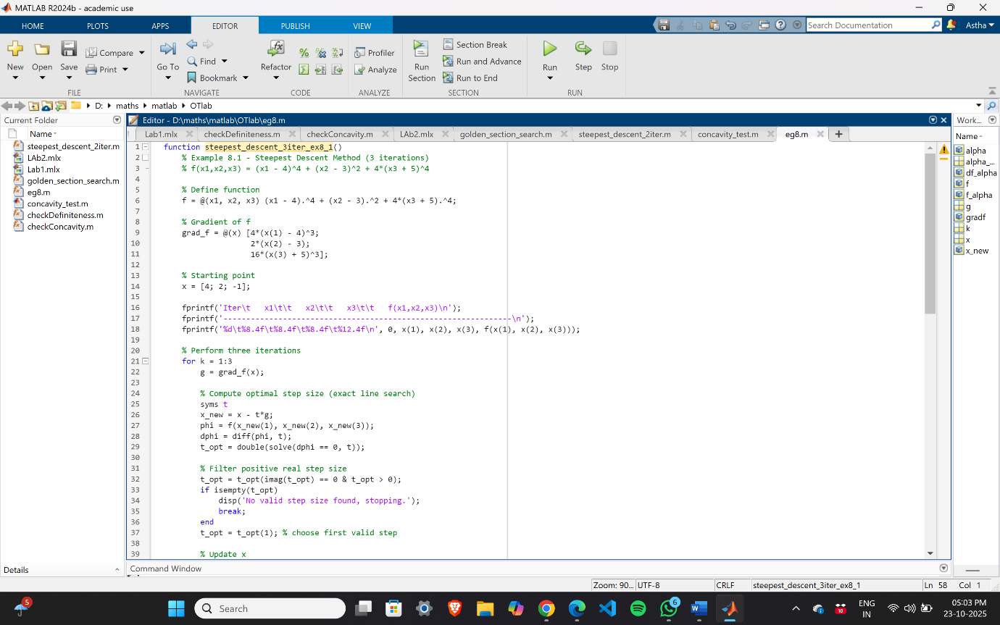 MATLAB R2024b - academic use
HOME PLOTS APPS EDITOR PUBLISH VIEW
Search Documentation
Astha
New Open Save Compare Print
FILE
Go To Find Bookmark
NAVIGATE
Refactor
CODE
Profiler
Analyze
ANALYZE
Run Section
Section Break
Run and Advance
Run to End
SECTION
Run Step Stop
RUN
D: maths matlab OTlab
Current Folder
Name
steepest_descent_2iter.m
LAb2.mlx
Lab1.mlx
golden_section_search.m
eg8.m
concavity_test.m
checkDefiniteness.m
checkConcavity.m
Details
Editor - D:\maths\matlab\OTlab\eg8.m
Lab1.mlx checkDefiniteness.m checkConcavity.m LAb2.mlx golden_section_search.m steepest_descent_2iter.m concavity_test.m eg8.m
1 function steepest_descent_3iter_ex8_1()
2 % Example 8.1 - Steepest Descent Method (3 iterations)
3 % f(x1,x2,x3) = (x1 - 4)^4 + (x2 - 3)^2 + 4*(x3 + 5)^4
4
5 % Define function
6 f = @(x1, x2, x3) (x1 - 4).^4 + (x2 - 3).^2 + 4*(x3 + 5).^4;
7
8 % Gradient of f
9 grad_f = @(x) [4*(x(1) - 4)^3;
10 2*(x(2) - 3);
11 16*(x(3) + 5)^3];
12
13 % Starting point
14 x = [4; 2; -1];
15
16 fprintf('Iter\t   x1\t\t   x2\t\t   x3\t\t   f(x1,x2,x3)\n');
17 fprintf('---------------------------------------------------------------\n');
18 fprintf('%d\t%8.4f\t%8.4f\t%8.4f\t%12.4f\n', 0, x(1), x(2), x(3), f(x(1), x(2), x(3)));
19
20 % Perform three iterations
21 for k = 1:3
22 g = grad_f(x);
23
24 % Compute optimal step size (exact line search)
25 syms t
26 x_new = x - t*g;
27 phi = f(x_new(1), x_new(2), x_new(3));
28 dphi = diff(phi, t);
29 t_opt = double(solve(dphi == 0, t));
30
31 % Filter positive real step size
32 t_opt = t_opt(imag(t_opt) == 0 & t_opt > 0);
33 if isempty(t_opt)
34 disp('No valid step size found, stopping.');
35 break;
36 end
37 t_opt = t_opt(1); % choose first valid step
38
39 % Update x
Command Window
Work...
Name
alpha
alpha_...
df_alpha
f
f_alpha
g
gradf
k
x
x_new
Zoom: 90... UTF-8 CRLF steepest_descent_3iter_ex8_1 Ln 58 Col 1
5
Search
6
10
ENG
IN
05:03 PM
23-10-2025